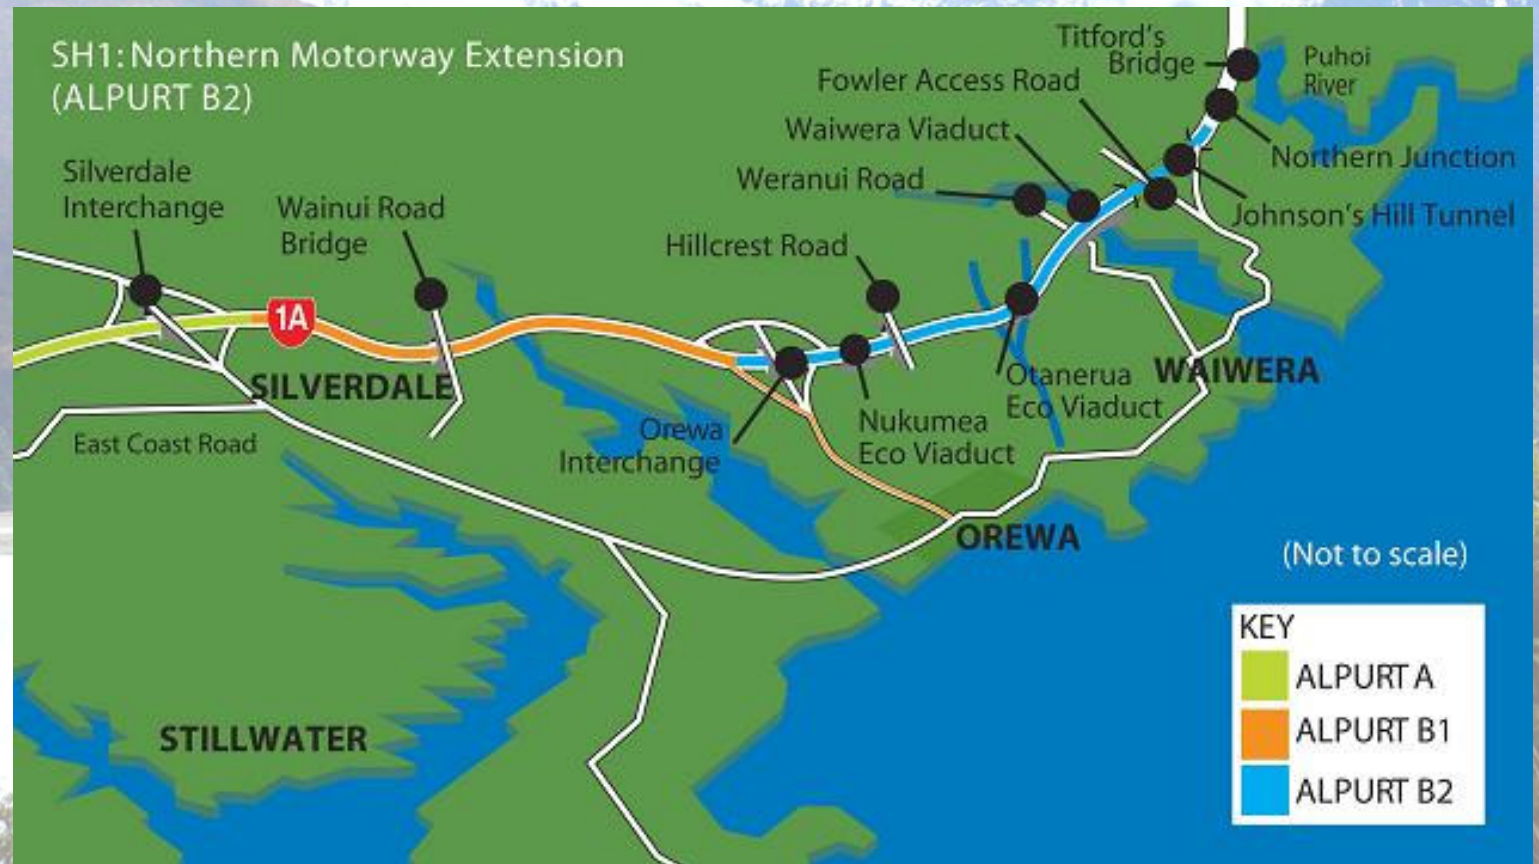 SH1: Northern Motorway Extension
(ALPURT B2)
Titford's
Bridge
Puhoi
River
Fowler Access Road
Waiwera Viaduct
Northern Junction
Weranui Road
Johnson's Hill Tunnel
Silverdale
Interchange
Wainui Road
Bridge
Hillcrest Road
1A
SILVERDALE
Otanerua
Eco Viaduct
WAIWERA
East Coast Road
Orewa
Interchange
Nukumea
Eco Viaduct
OREWA
(Not to scale)
STILLWATER
KEY
ALPURT A
ALPURT B1
ALPURT B2